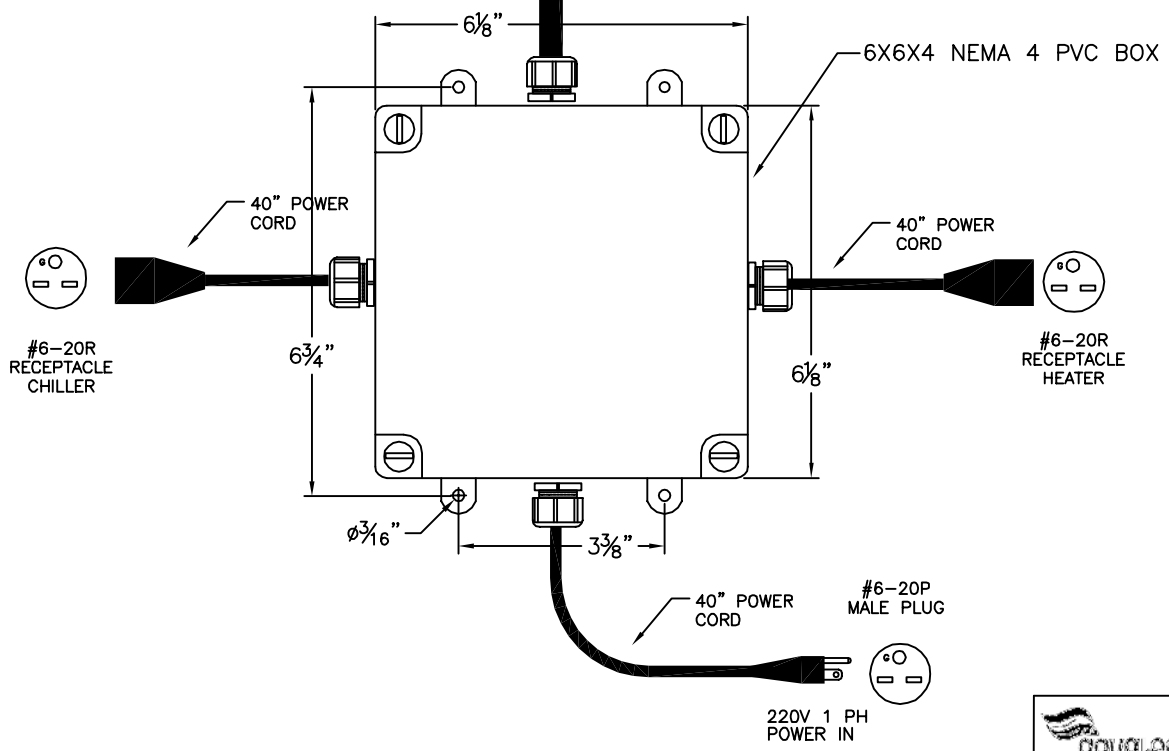 6⅛"
6X6X4 NEMA 4 PVC BOX
40" POWER
CORD
40" POWER
CORD
G
G
#6-20R
RECEPTACLE
CHILLER
6¾"
6⅛"
#6-20R
RECEPTACLE
HEATER
ø3/16"
3⅜"
40" POWER
CORD
#6-20P
MALE PLUG
G
220V 1 PH
POWER IN